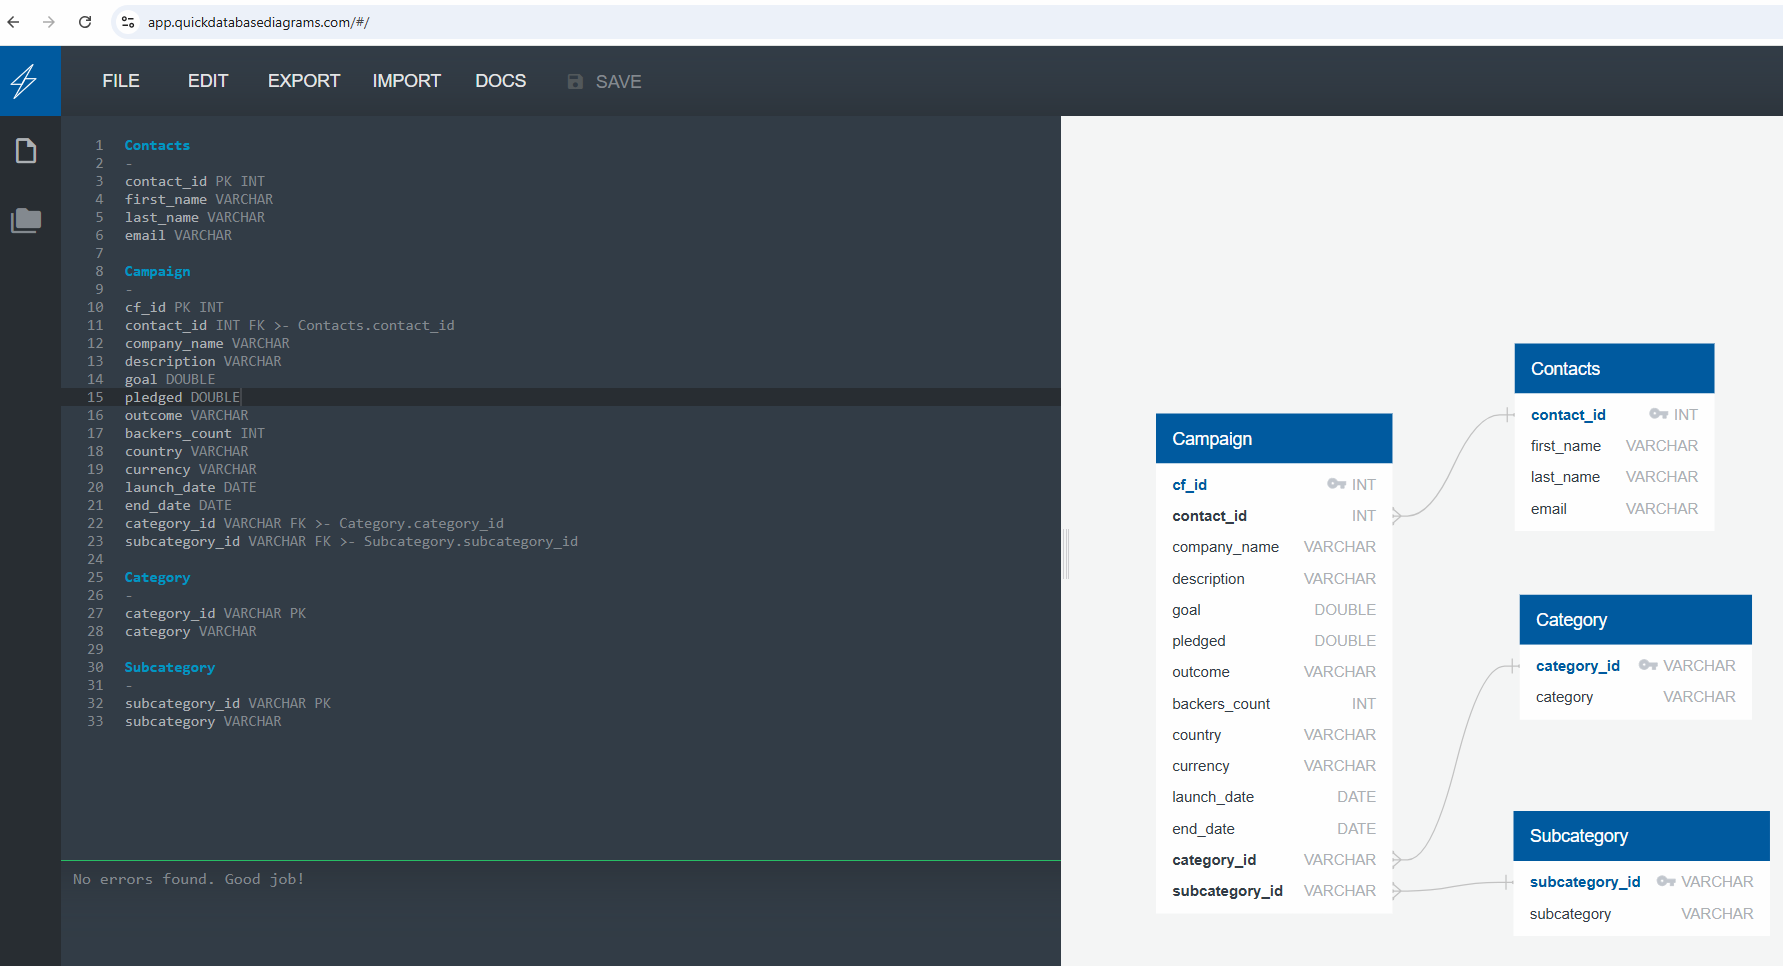 app.quickdatabasediagrams.com/#/
FILE EDIT EXPORT IMPORT DOCS SAVE
1 Contacts
2 -
3 contact_id PK INT
4 first_name VARCHAR
5 last_name VARCHAR
6 email VARCHAR
7
8 Campaign
9 -
10 cf_id PK INT
11 contact_id INT FK >- Contacts.contact_id
12 company_name VARCHAR
13 description VARCHAR
14 goal DOUBLE
15 pledged DOUBLE
16 outcome VARCHAR
17 backers_count INT
18 country VARCHAR
19 currency VARCHAR
20 launch_date DATE
21 end_date DATE
22 category_id VARCHAR FK >- Category.category_id
23 subcategory_id VARCHAR FK >- Subcategory.subcategory_id
24
25 Category
26 -
27 category_id VARCHAR PK
28 category VARCHAR
29
30 Subcategory
31 -
32 subcategory_id VARCHAR PK
33 subcategory VARCHAR
No errors found. Good job!
Campaign
cf_id INT
contact_id INT
company_name VARCHAR
description VARCHAR
goal DOUBLE
pledged DOUBLE
outcome VARCHAR
backers_count INT
country VARCHAR
currency VARCHAR
launch_date DATE
end_date DATE
category_id VARCHAR
subcategory_id VARCHAR
Contacts
contact_id INT
first_name VARCHAR
last_name VARCHAR
email VARCHAR
Category
category_id VARCHAR
category VARCHAR
Subcategory
subcategory_id VARCHAR
subcategory VARCHAR